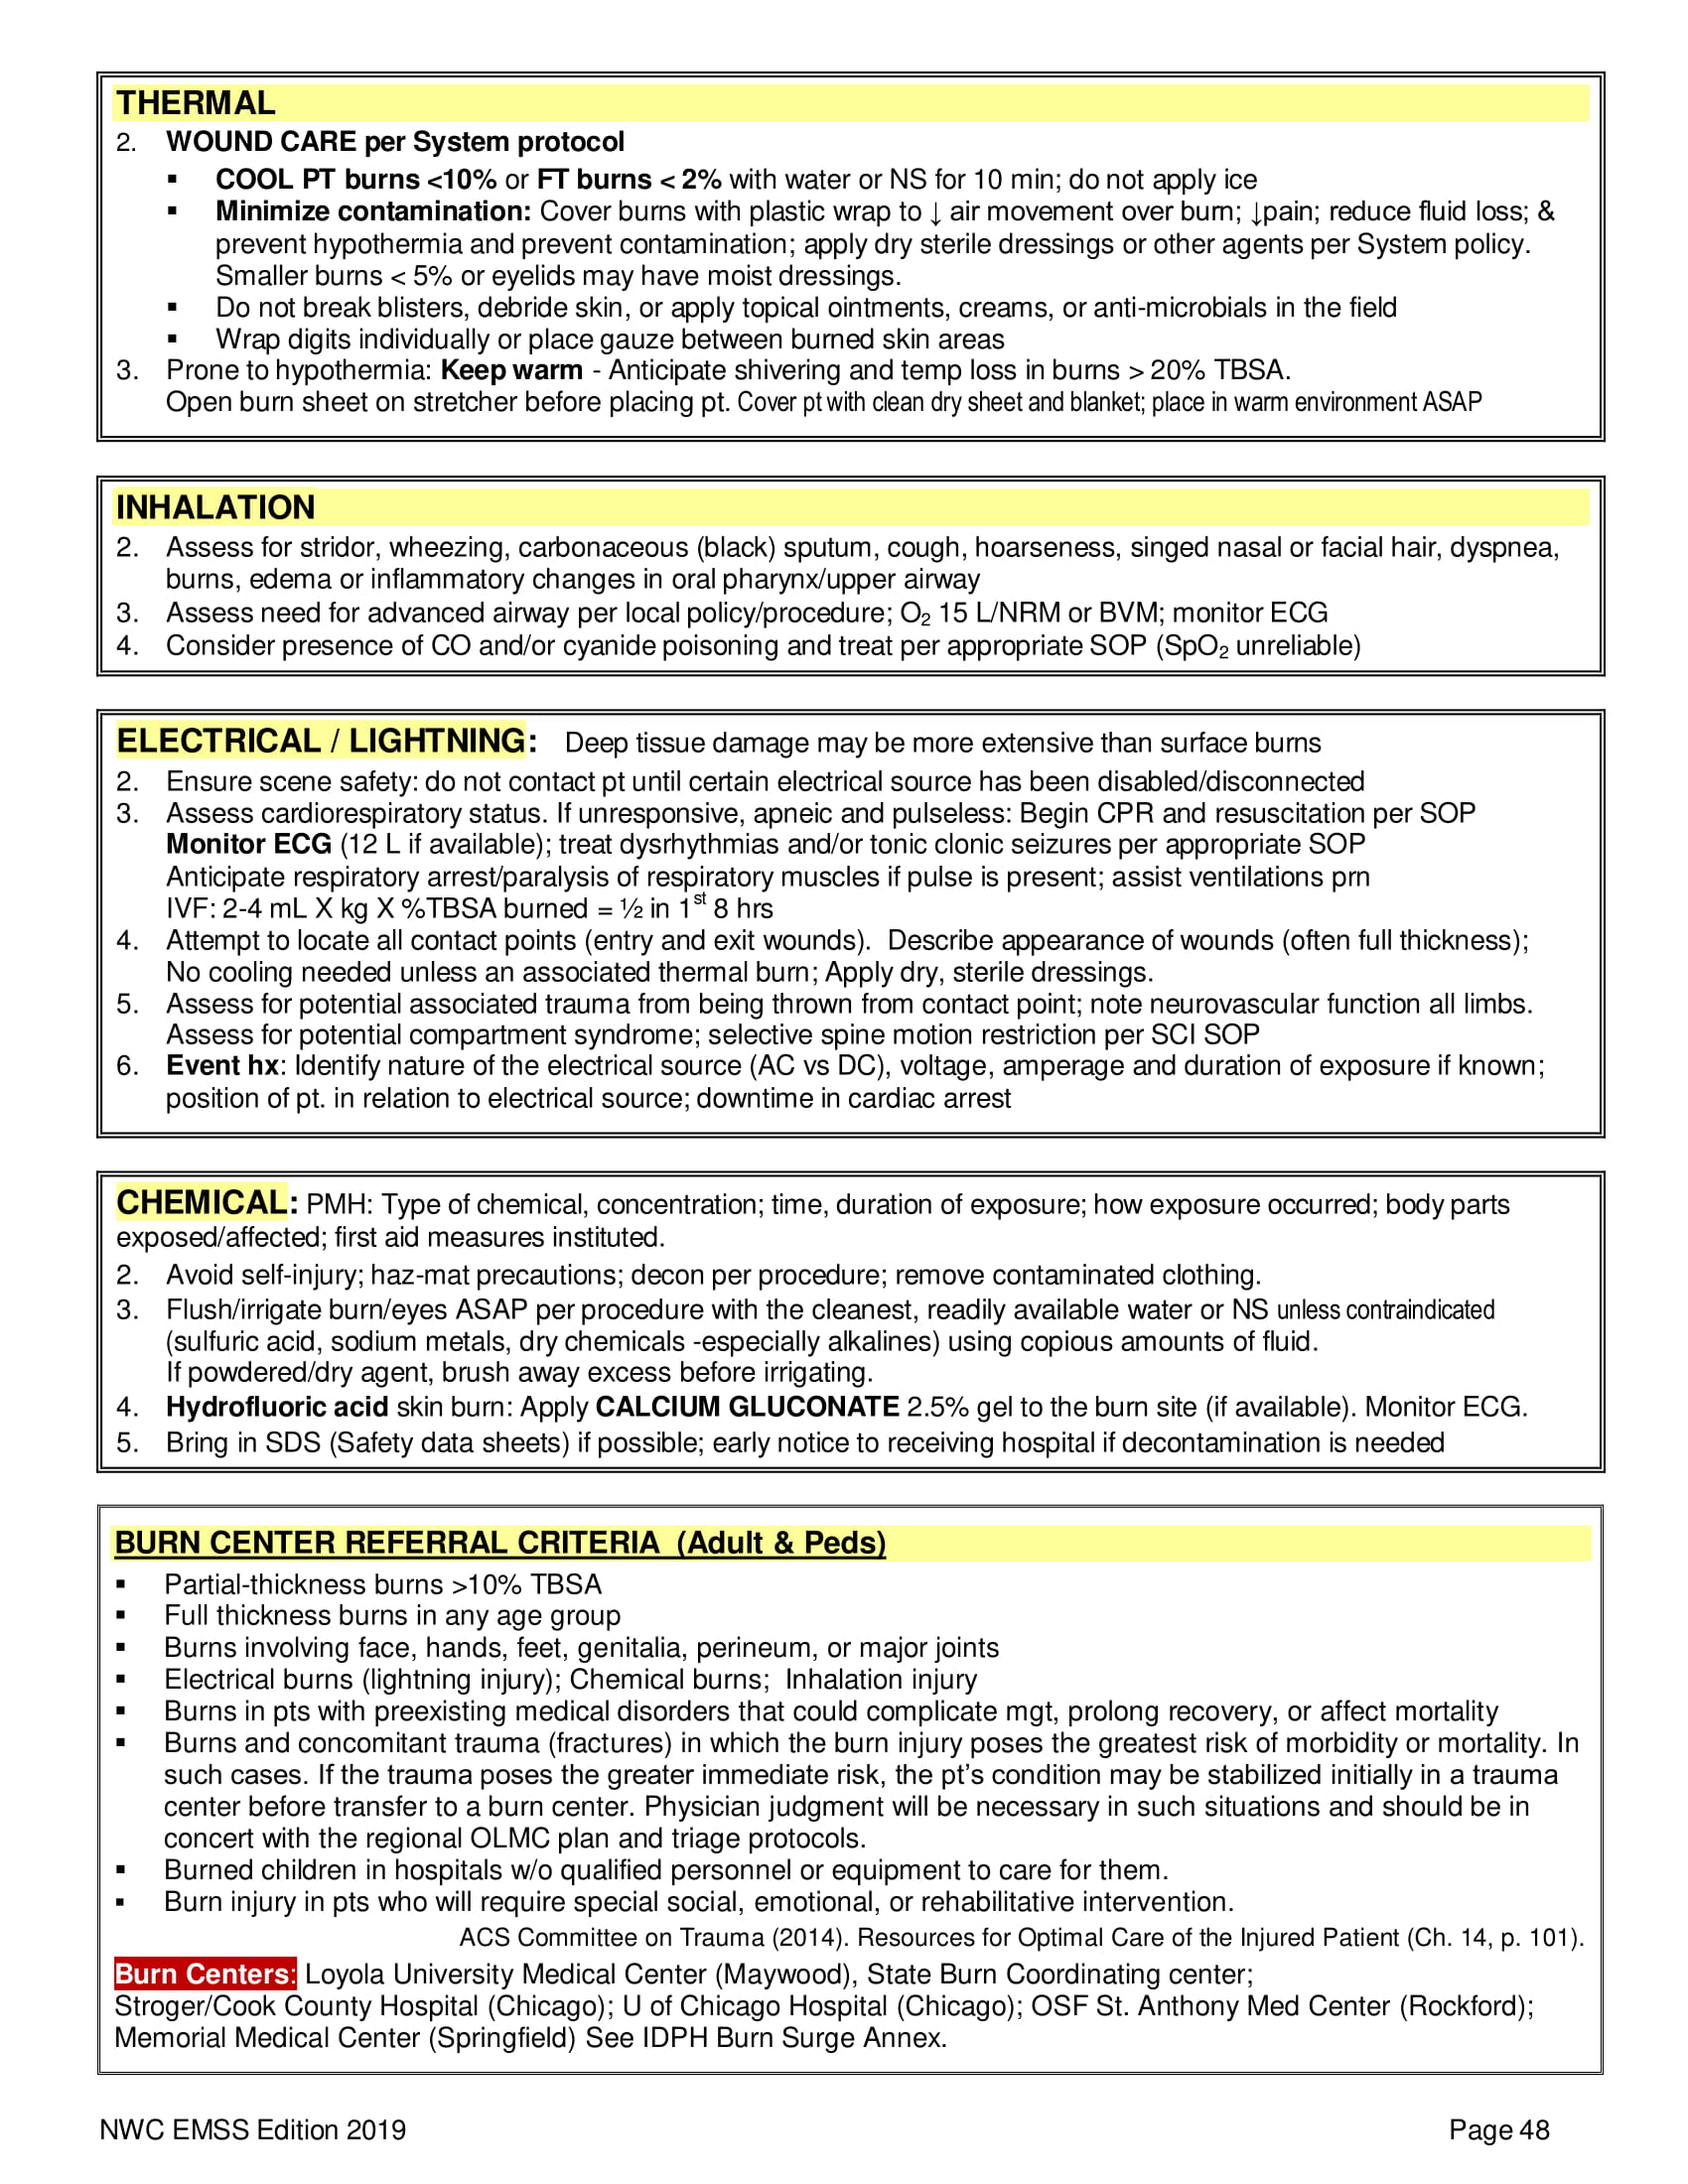 THERMAL
2. WOUND CARE per System protocol
▪ COOL PT burns <10% or FT burns < 2% with water or NS for 10 min; do not apply ice
▪ Minimize contamination: Cover burns with plastic wrap to ↓ air movement over burn; ↓pain; reduce fluid loss; &
prevent hypothermia and prevent contamination; apply dry sterile dressings or other agents per System policy.
Smaller burns < 5% or eyelids may have moist dressings.
▪ Do not break blisters, debride skin, or apply topical ointments, creams, or anti-microbials in the field
▪ Wrap digits individually or place gauze between burned skin areas
3. Prone to hypothermia: Keep warm - Anticipate shivering and temp loss in burns > 20% TBSA.
Open burn sheet on stretcher before placing pt. Cover pt with clean dry sheet and blanket; place in warm environment ASAP
INHALATION
2. Assess for stridor, wheezing, carbonaceous (black) sputum, cough, hoarseness, singed nasal or facial hair, dyspnea,
burns, edema or inflammatory changes in oral pharynx/upper airway
3. Assess need for advanced airway per local policy/procedure; O₂ 15 L/NRM or BVM; monitor ECG
4. Consider presence of CO and/or cyanide poisoning and treat per appropriate SOP (SpO₂ unreliable)
ELECTRICAL / LIGHTNING: Deep tissue damage may be more extensive than surface burns
2. Ensure scene safety: do not contact pt until certain electrical source has been disabled/disconnected
3. Assess cardiorespiratory status. If unresponsive, apneic and pulseless: Begin CPR and resuscitation per SOP
Monitor ECG (12 L if available); treat dysrhythmias and/or tonic clonic seizures per appropriate SOP
Anticipate respiratory arrest/paralysis of respiratory muscles if pulse is present; assist ventilations prn
IVF: 2-4 mL X kg X %TBSA burned = ½ in 1st 8 hrs
4. Attempt to locate all contact points (entry and exit wounds). Describe appearance of wounds (often full thickness);
No cooling needed unless an associated thermal burn; Apply dry, sterile dressings.
5. Assess for potential associated trauma from being thrown from contact point; note neurovascular function all limbs.
Assess for potential compartment syndrome; selective spine motion restriction per SCI SOP
6. Event hx: Identify nature of the electrical source (AC vs DC), voltage, amperage and duration of exposure if known;
position of pt. in relation to electrical source; downtime in cardiac arrest
CHEMICAL: PMH: Type of chemical, concentration; time, duration of exposure; how exposure occurred; body parts
exposed/affected; first aid measures instituted.
2. Avoid self-injury; haz-mat precautions; decon per procedure; remove contaminated clothing.
3. Flush/irrigate burn/eyes ASAP per procedure with the cleanest, readily available water or NS unless contraindicated
(sulfuric acid, sodium metals, dry chemicals -especially alkalines) using copious amounts of fluid.
If powdered/dry agent, brush away excess before irrigating.
4. Hydrofluoric acid skin burn: Apply CALCIUM GLUCONATE 2.5% gel to the burn site (if available). Monitor ECG.
5. Bring in SDS (Safety data sheets) if possible; early notice to receiving hospital if decontamination is needed
BURN CENTER REFERRAL CRITERIA (Adult & Peds)
▪ Partial-thickness burns >10% TBSA
▪ Full thickness burns in any age group
▪ Burns involving face, hands, feet, genitalia, perineum, or major joints
▪ Electrical burns (lightning injury); Chemical burns; Inhalation injury
▪ Burns in pts with preexisting medical disorders that could complicate mgt, prolong recovery, or affect mortality
▪ Burns and concomitant trauma (fractures) in which the burn injury poses the greatest risk of morbidity or mortality. In
such cases. If the trauma poses the greater immediate risk, the pt's condition may be stabilized initially in a trauma
center before transfer to a burn center. Physician judgment will be necessary in such situations and should be in
concert with the regional OLMC plan and triage protocols.
▪ Burned children in hospitals w/o qualified personnel or equipment to care for them.
▪ Burn injury in pts who will require special social, emotional, or rehabilitative intervention.
ACS Committee on Trauma (2014). Resources for Optimal Care of the Injured Patient (Ch. 14, p. 101).
Burn Centers: Loyola University Medical Center (Maywood), State Burn Coordinating center;
Stroger/Cook County Hospital (Chicago); U of Chicago Hospital (Chicago); OSF St. Anthony Med Center (Rockford);
Memorial Medical Center (Springfield) See IDPH Burn Surge Annex.
NWC EMSS Edition 2019 Page 48